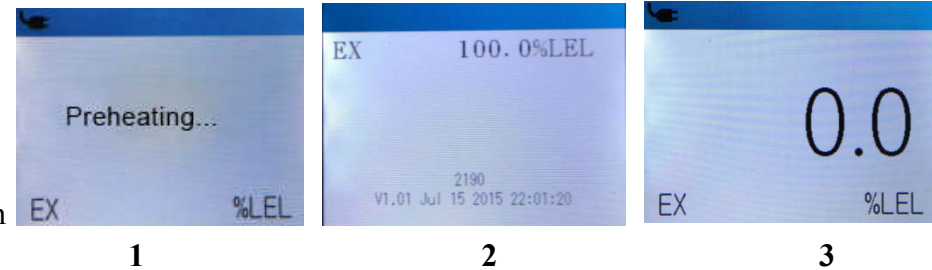 Preheating...
EX %LEL
1
EX 100.0%LEL
2190
V1.01 Jul 15 2015 22:01:20
2
0.0
EX %LEL
3